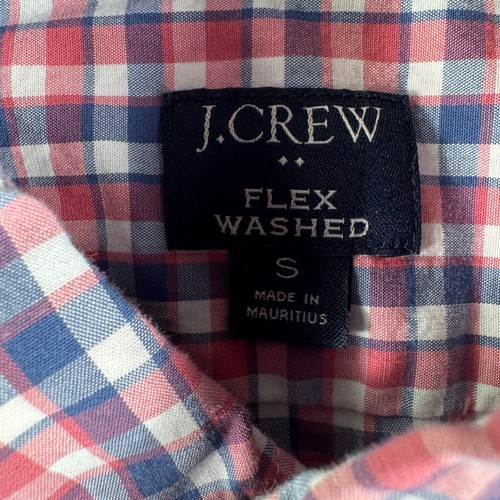 J.CREW
FLEX
WASHED
S
MADE IN
MAURITIUS